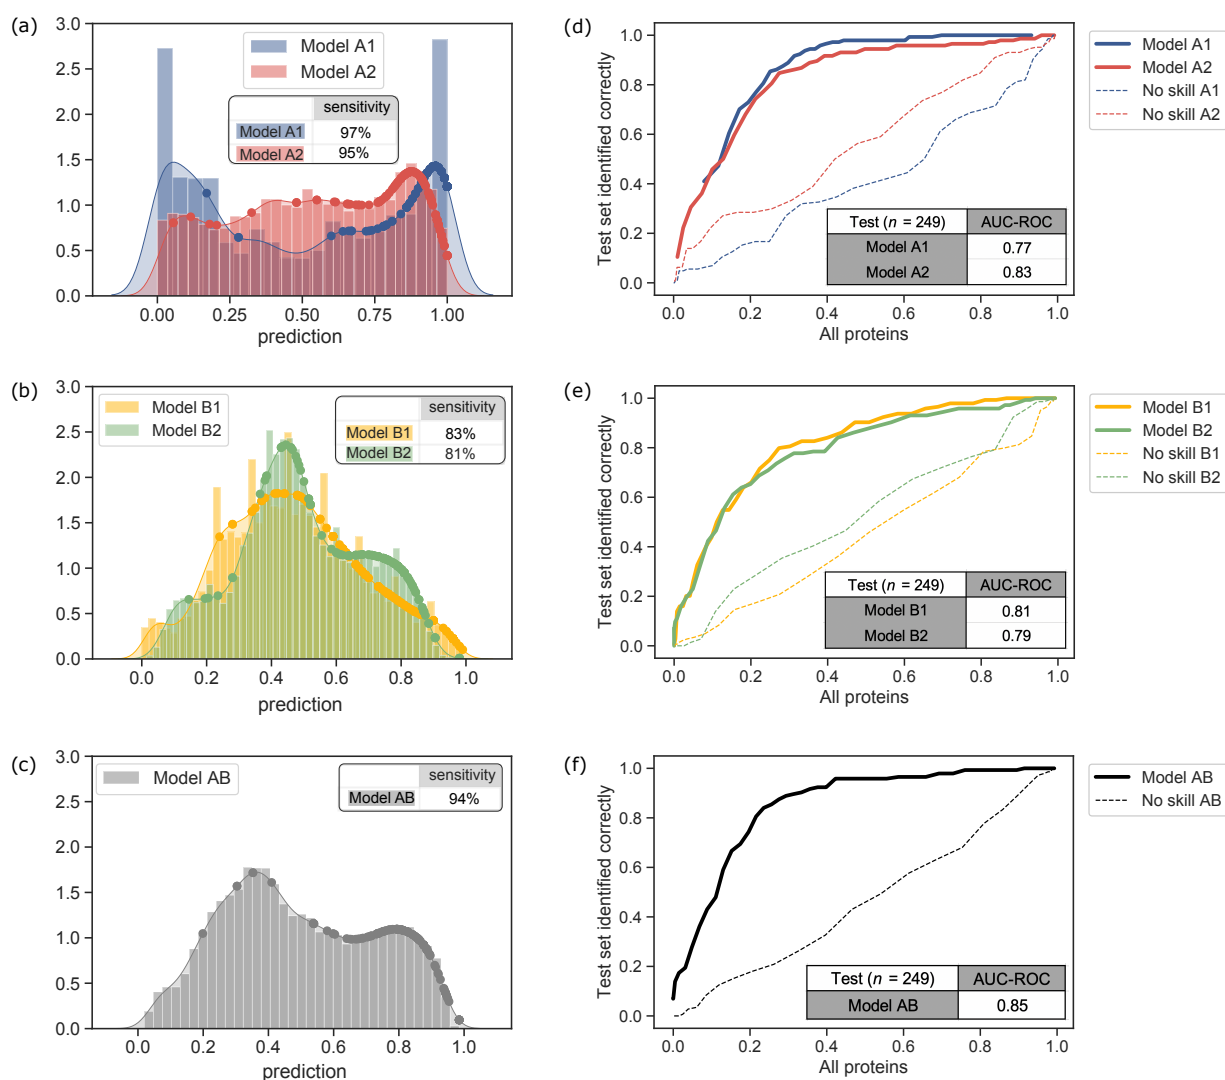 (a)
3.0
2.5
2.0
1.5
1.0
0.5
0.0
Model A1
Model A2
sensitivity
Model A1 97%
Model A2 95%
0.00 0.25 0.50 0.75 1.00
prediction
(d)
Test set identified correctly
1.0
0.8
0.6
0.4
0.2
0.0
Test (n = 249) AUC-ROC
Model A1 0.77
Model A2 0.83
0.0 0.2 0.4 0.6 0.8 1.0
All proteins
Model A1
Model A2
No skill A1
No skill A2
(b)
3.0
2.5
2.0
1.5
1.0
0.5
0.0
Model B1
Model B2
sensitivity
Model B1 83%
Model B2 81%
0.0 0.2 0.4 0.6 0.8 1.0
prediction
(e)
Test set identified correctly
1.0
0.8
0.6
0.4
0.2
0.0
Test (n = 249) AUC-ROC
Model B1 0.81
Model B2 0.79
0.0 0.2 0.4 0.6 0.8 1.0
All proteins
Model B1
Model B2
No skill B1
No skill B2
(c)
3.0
2.5
2.0
1.5
1.0
0.5
0.0
Model AB
sensitivity
Model AB 94%
0.0 0.2 0.4 0.6 0.8 1.0
prediction
(f)
Test set identified correctly
1.0
0.8
0.6
0.4
0.2
0.0
Test (n = 249) AUC-ROC
Model AB 0.85
0.0 0.2 0.4 0.6 0.8 1.0
All proteins
Model AB
No skill AB